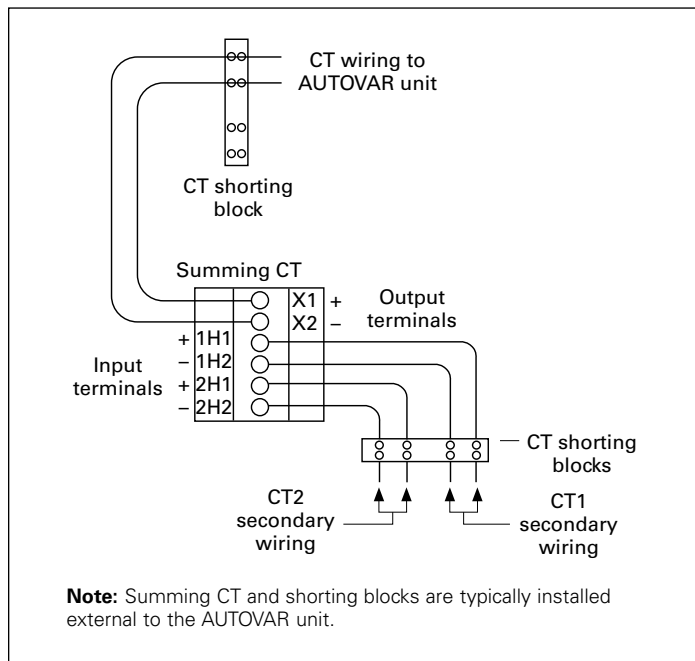 CT wiring to
AUTOVAR unit
CT shorting
block
Summing CT
X1 +
X2 –
Output
terminals
+ 1H1
– 1H2
+ 2H1
– 2H2
Input
terminals
CT shorting
blocks
CT2
secondary
wiring
CT1
secondary
wiring
Note: Summing CT and shorting blocks are typically installed
external to the AUTOVAR unit.